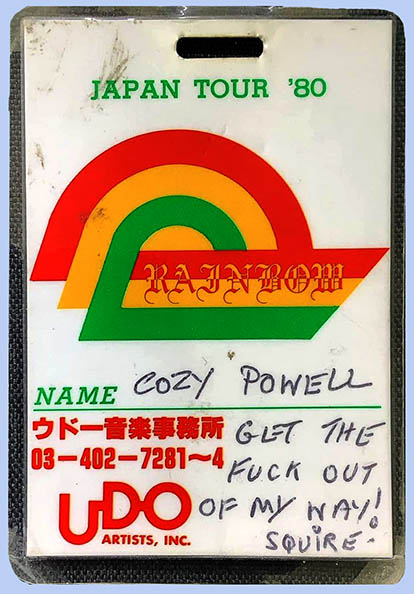 JAPAN TOUR '80
RAINBOW
NAME COZY POWELL
ウドー音楽事務所
03-402-7281~4
UDO
ARTISTS, INC.
GET THE
FUCK OUT
OF MY WAY!
SQUIRE!